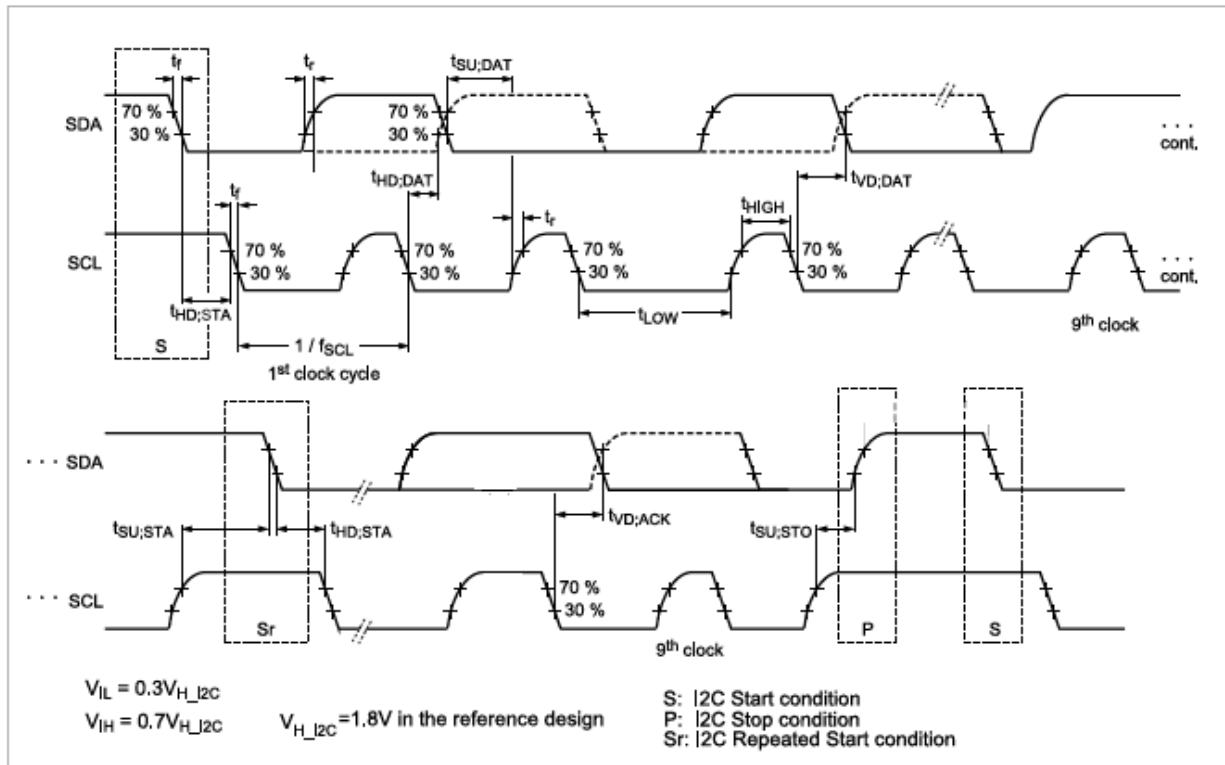 tf tr tSU;DAT
70 % 70 %
SDA 30 % 30 % . . . cont.
tHD;DAT tVD;DAT
tf tr tHIGH
70 % 70 % 70 % 70 %
SCL 30 % 30 % 30 % 30 % . . . cont.
tHD;STA tLOW 9th clock
S 1 / fSCL
1st clock cycle
. . . SDA
tSU;STA tHD;STA tVD;ACK tSU;STO
70 %
. . . SCL 30 %
Sr 9th clock P S
VIL = 0.3VH_I2C
VIH = 0.7VH_I2C VH_I2C=1.8V in the reference design
S: I2C Start condition
P: I2C Stop condition
Sr: I2C Repeated Start condition